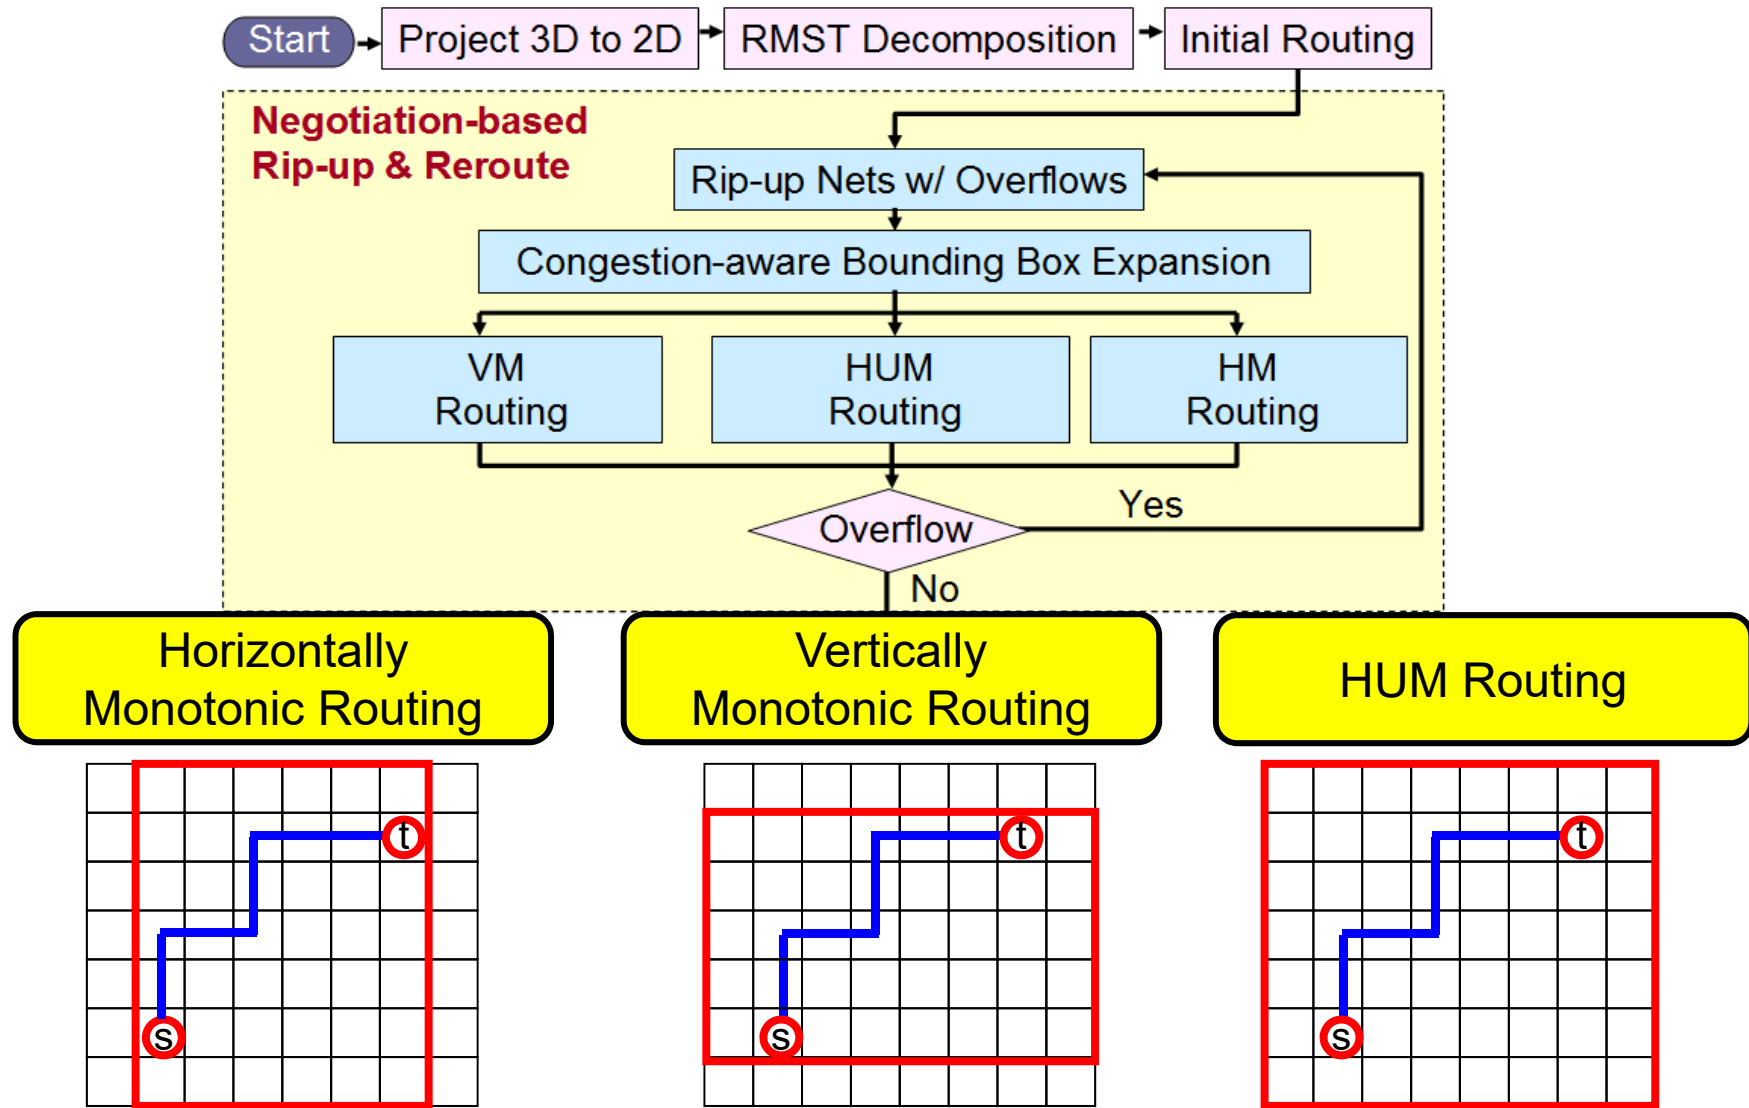 Start
Project 3D to 2D
RMST Decomposition
Initial Routing
Negotiation-based
Rip-up & Reroute
Rip-up Nets w/ Overflows
Congestion-aware Bounding Box Expansion
VM
Routing
HUM
Routing
HM
Routing
Overflow
Yes
No
Horizontally
Monotonic Routing
Vertically
Monotonic Routing
HUM Routing
t
s
t
s
t
s